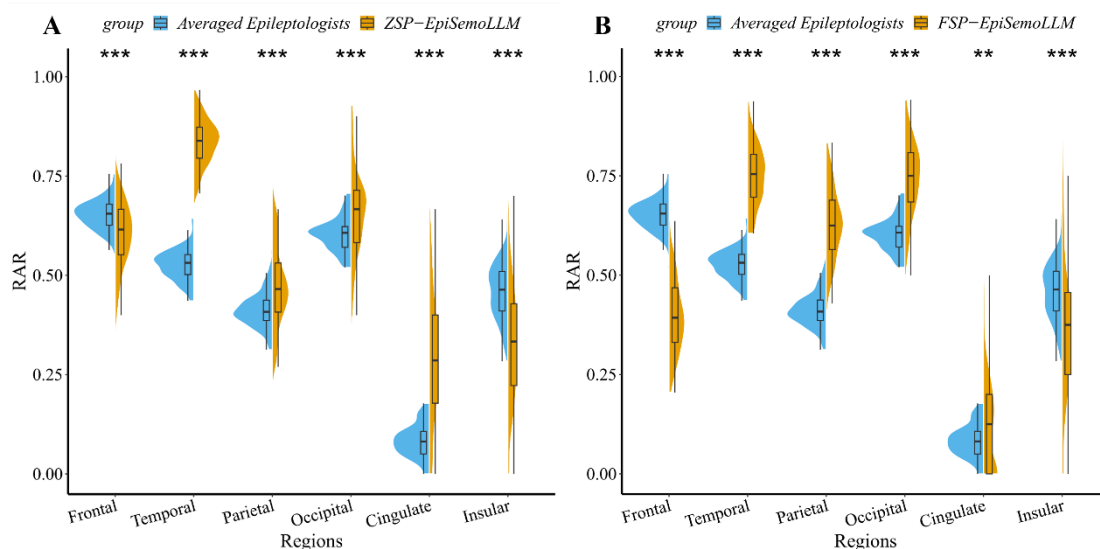 A
group Averaged Epileptologists ZSP−EpiSemoLLM
*** *** *** *** *** ***
1.00
0.75
0.50
0.25
0.00
RAR
Frontal Temporal Parietal Occipital Cingulate Insular
Regions
B
group Averaged Epileptologists FSP−EpiSemoLLM
*** *** *** *** ** ***
1.00
0.75
0.50
0.25
0.00
RAR
Frontal Temporal Parietal Occipital Cingulate Insular
Regions